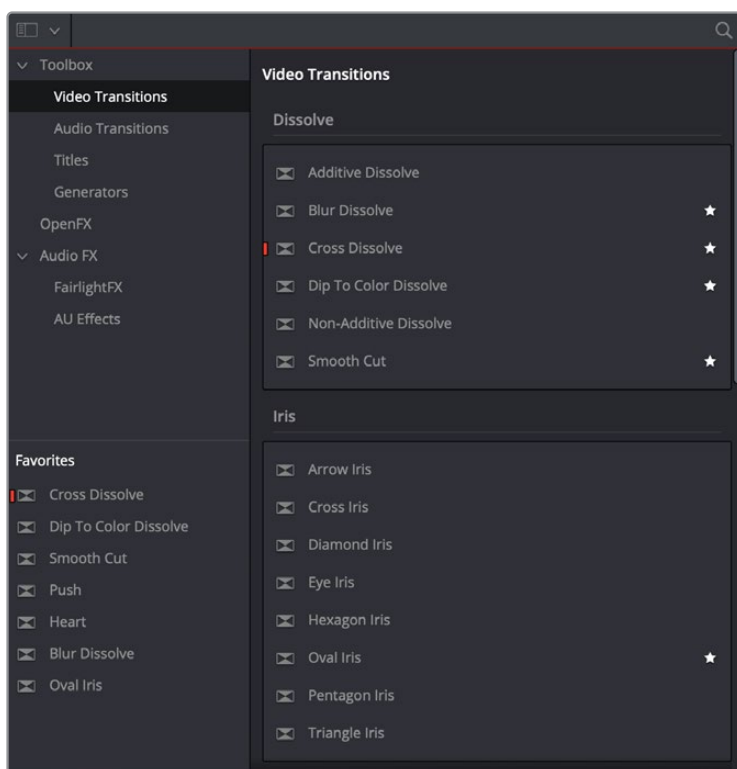 Toolbox
Video Transitions
Audio Transitions
Titles
Generators
OpenFX
Audio FX
FairlightFX
AU Effects
Favorites
Cross Dissolve
Dip To Color Dissolve
Smooth Cut
Push
Heart
Blur Dissolve
Oval Iris
Video Transitions
Dissolve
Additive Dissolve
Blur Dissolve
Cross Dissolve
Dip To Color Dissolve
Non-Additive Dissolve
Smooth Cut
Iris
Arrow Iris
Cross Iris
Diamond Iris
Eye Iris
Hexagon Iris
Oval Iris
Pentagon Iris
Triangle Iris